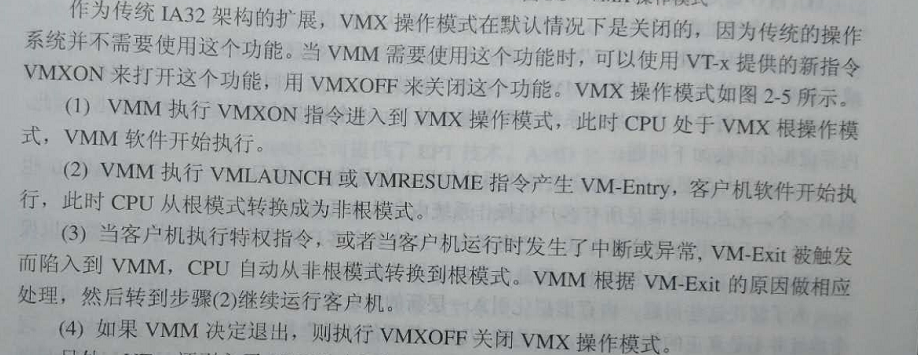 作为传统 IA32 架构的扩展，VMX 操作模式在默认情况下是关闭的，因为传统的操作
系统并不需要使用这个功能。当 VMM 需要使用这个功能时，可以使用 VT-x 提供的新指令
VMXON 来打开这个功能，用 VMXOFF 来关闭这个功能。VMX 操作模式如图 2-5 所示。
(1) VMM 执行 VMXON 指令进入到 VMX 操作模式，此时 CPU 处于 VMX 根操作模
式，VMM 软件开始执行。
(2) VMM 执行 VMLAUNCH 或 VMRESUME 指令产生 VM-Entry，客户机软件开始执
行，此时 CPU 从根模式转换成为非根模式。
(3) 当客户机执行特权指令，或者当客户机运行时发生了中断或异常, VM-Exit 被触发
而陷入到 VMM，CPU 自动从非根模式转换到根模式。VMM 根据 VM-Exit 的原因做相应
处理，然后转到步骤(2)继续运行客户机。
(4) 如果 VMM 决定退出，则执行 VMXOFF 关闭 VMX 操作模式。